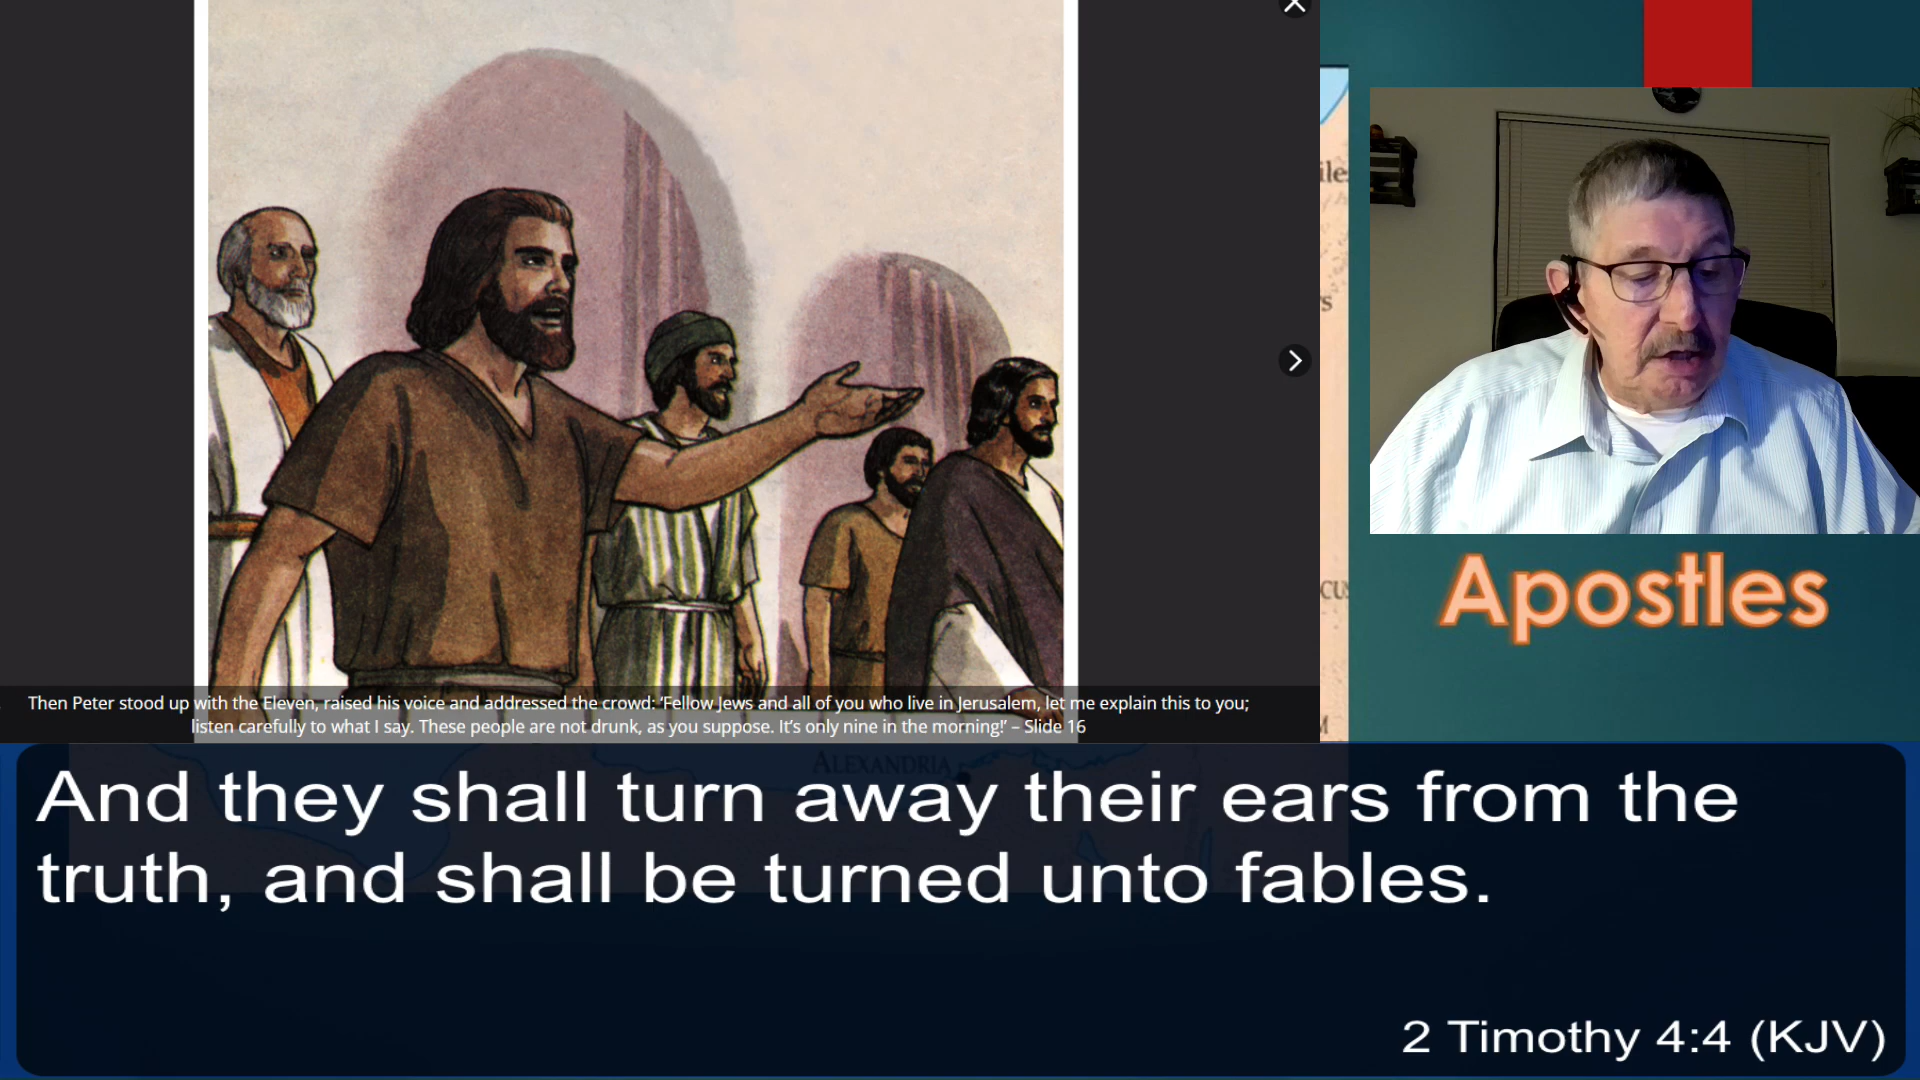 Then Peter stood up with the Eleven, raised his voice and addressed the crowd: ‘Fellow Jews and all of you who live in Jerusalem, let me explain this to you;
listen carefully to what I say. These people are not drunk, as you suppose. It’s only nine in the morning!’ – Slide 16
Apostles
ALEXANDRIA
And they shall turn away their ears from the
truth, and shall be turned unto fables.
2 Timothy 4:4 (KJV)